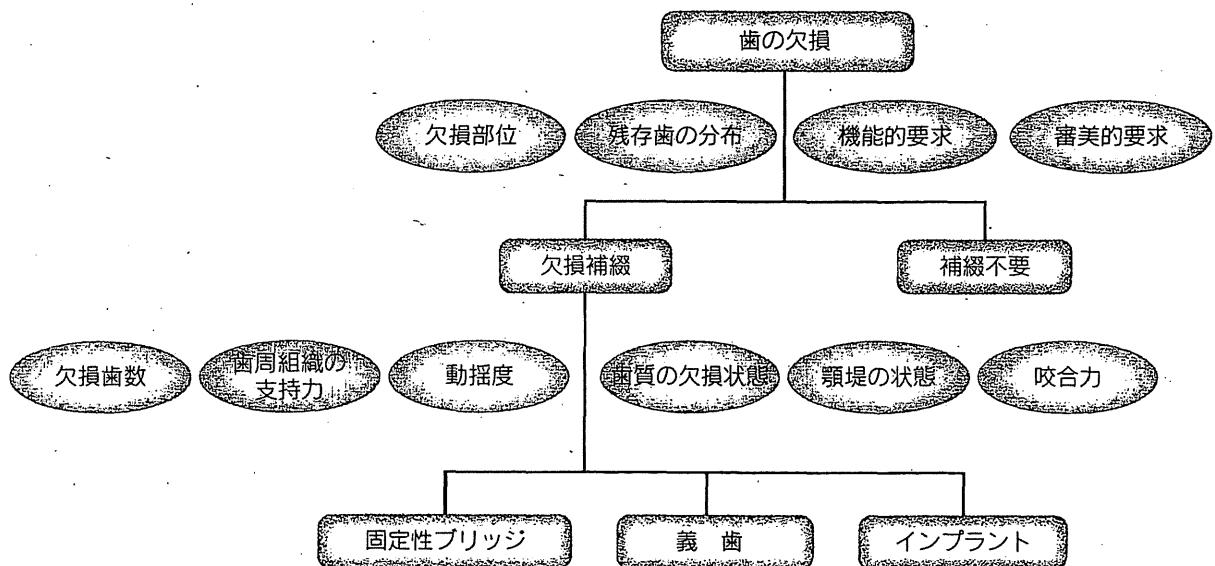 歯の欠損
欠損部位
残存歯の分布
機能的要求
審美的要求
欠損補綴
補綴不要
欠損歯数
歯周組織の
支持力
動揺度
歯質の欠損状態
顎堤の状態
咬合力
固定性ブリッジ
義 歯
インプラント